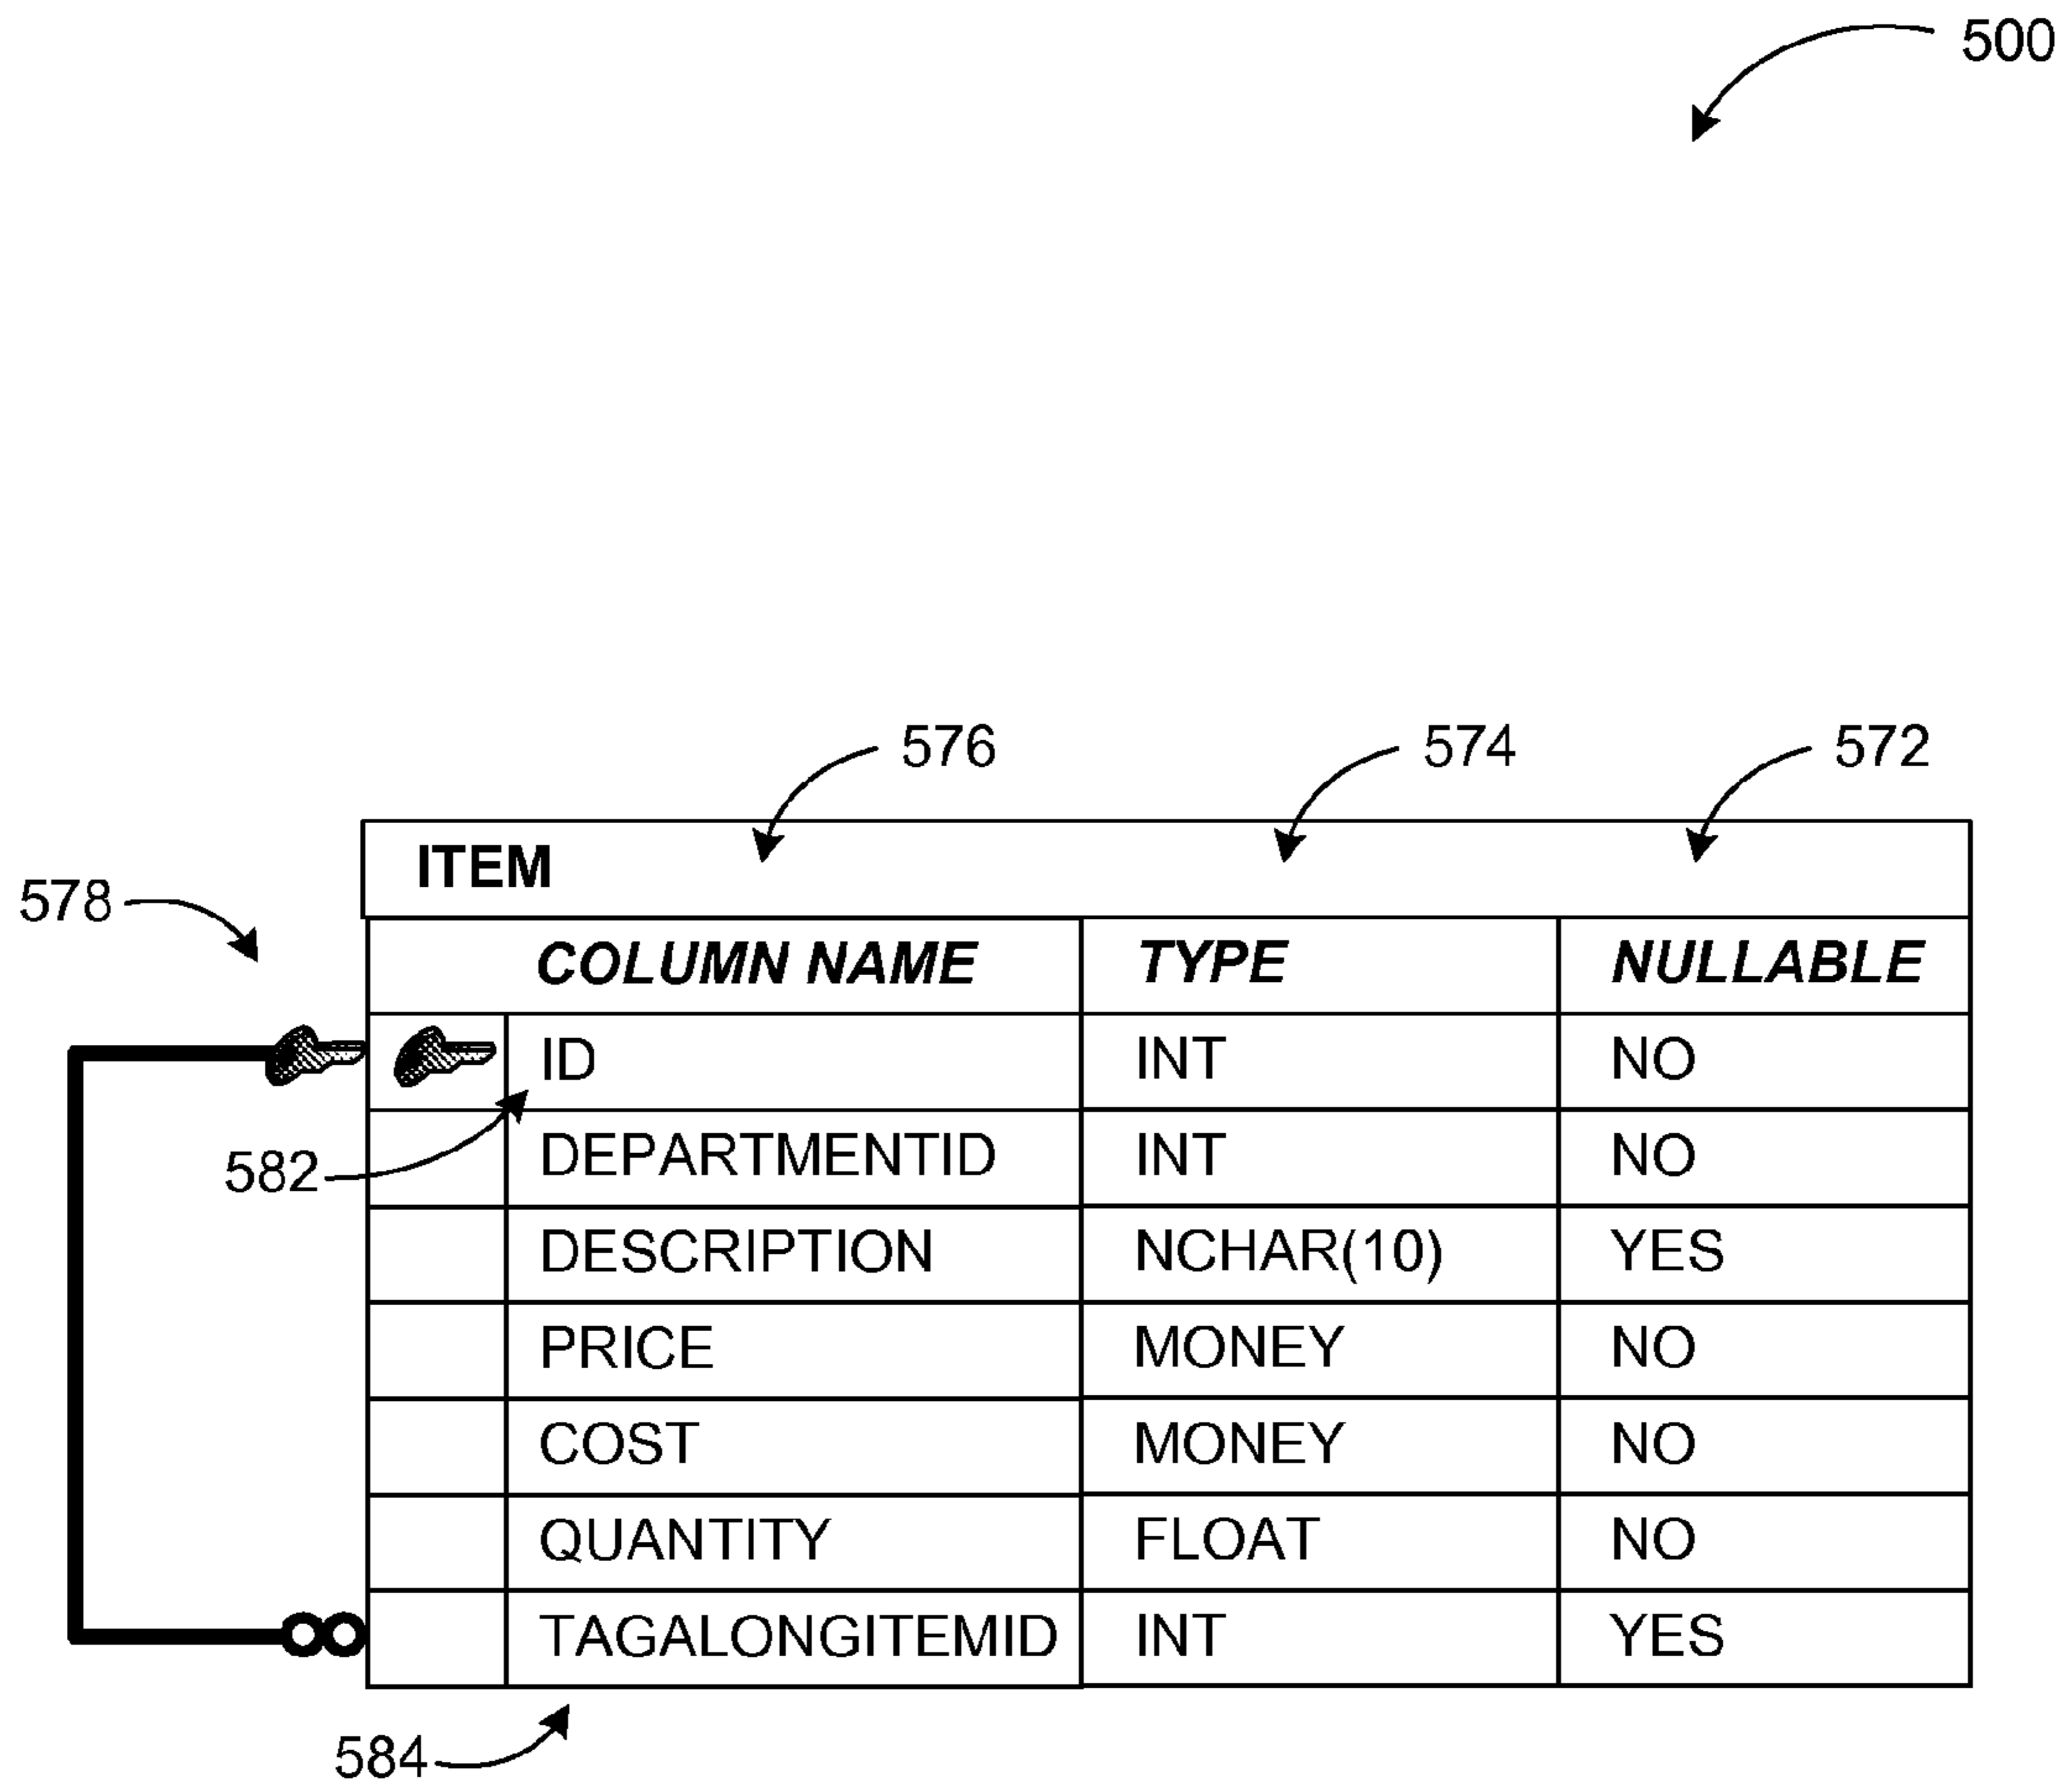 500
576 574 572
ITEM
578
COLUMN NAME TYPE NULLABLE
ID INT NO
582
DEPARTMENTID INT NO
DESCRIPTION NCHAR(10) YES
PRICE MONEY NO
COST MONEY NO
QUANTITY FLOAT NO
TAGALONGITEMID INT YES
584